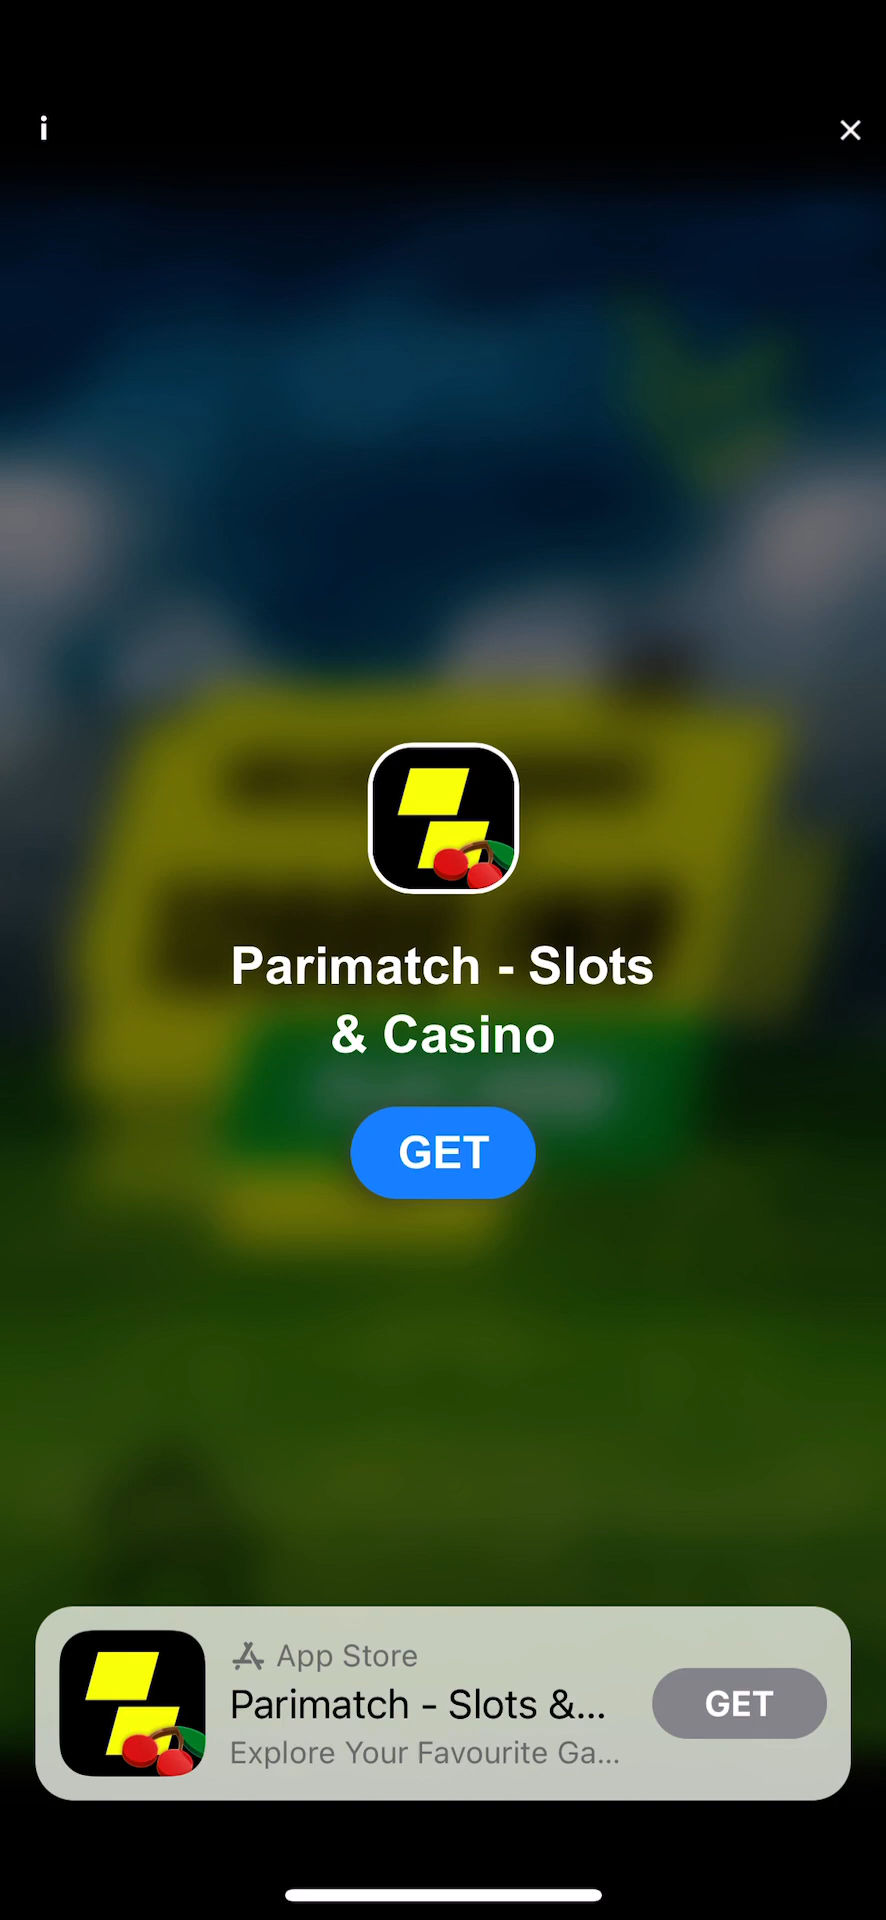 i
Parimatch - Slots
& Casino
GET
App Store
Parimatch - Slots &...
GET
Explore Your Favourite Ga...